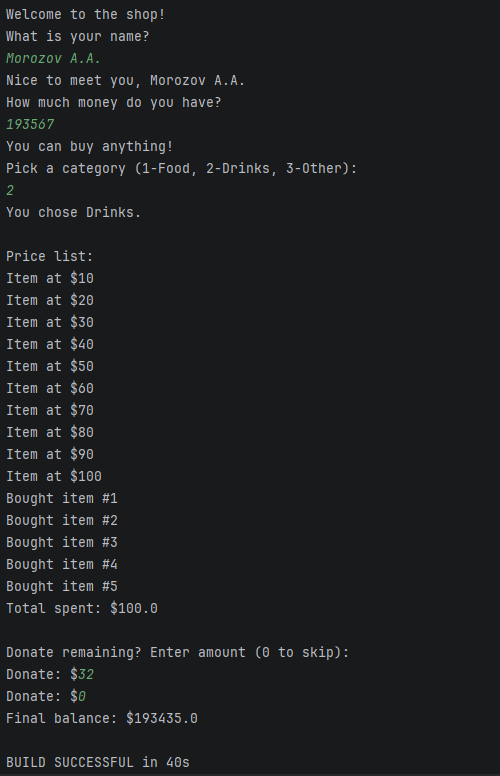 Welcome to the shop!
What is your name?
Morozov A.A.
Nice to meet you, Morozov A.A.
How much money do you have?
193567
You can buy anything!
Pick a category (1-Food, 2-Drinks, 3-Other):
2
You chose Drinks.

Price list:
Item at $10
Item at $20
Item at $30
Item at $40
Item at $50
Item at $60
Item at $70
Item at $80
Item at $90
Item at $100
Bought item #1
Bought item #2
Bought item #3
Bought item #4
Bought item #5
Total spent: $100.0

Donate remaining? Enter amount (0 to skip):
Donate: $32
Donate: $0
Final balance: $193435.0

BUILD SUCCESSFUL in 40s